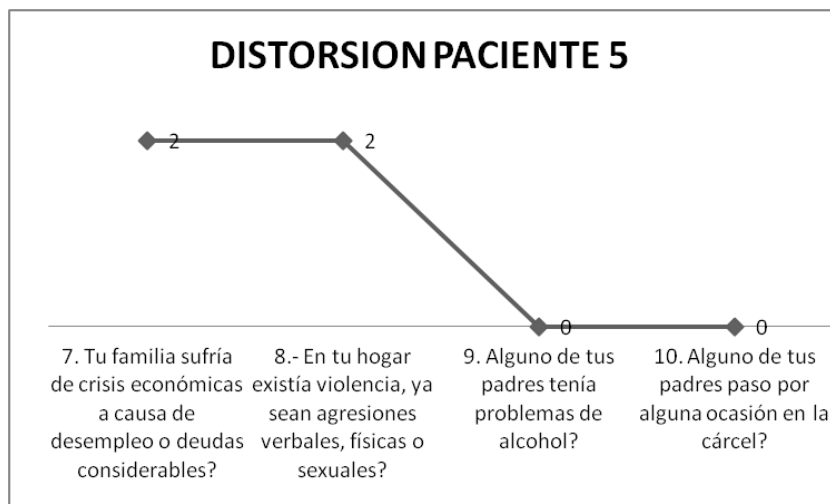 DISTORSION PACIENTE 5
2
2
0
0
7. Tu familia sufría
de crisis económicas
a causa de
desempleo o deudas
considerables?
8.- En tu hogar
existía violencia, ya
sean agresiones
verbales, físicas o
sexuales?
9. Alguno de tus
padres tenía
problemas de
alcohol?
10. Alguno de tus
padres paso por
alguna ocasión en la
cárcel?